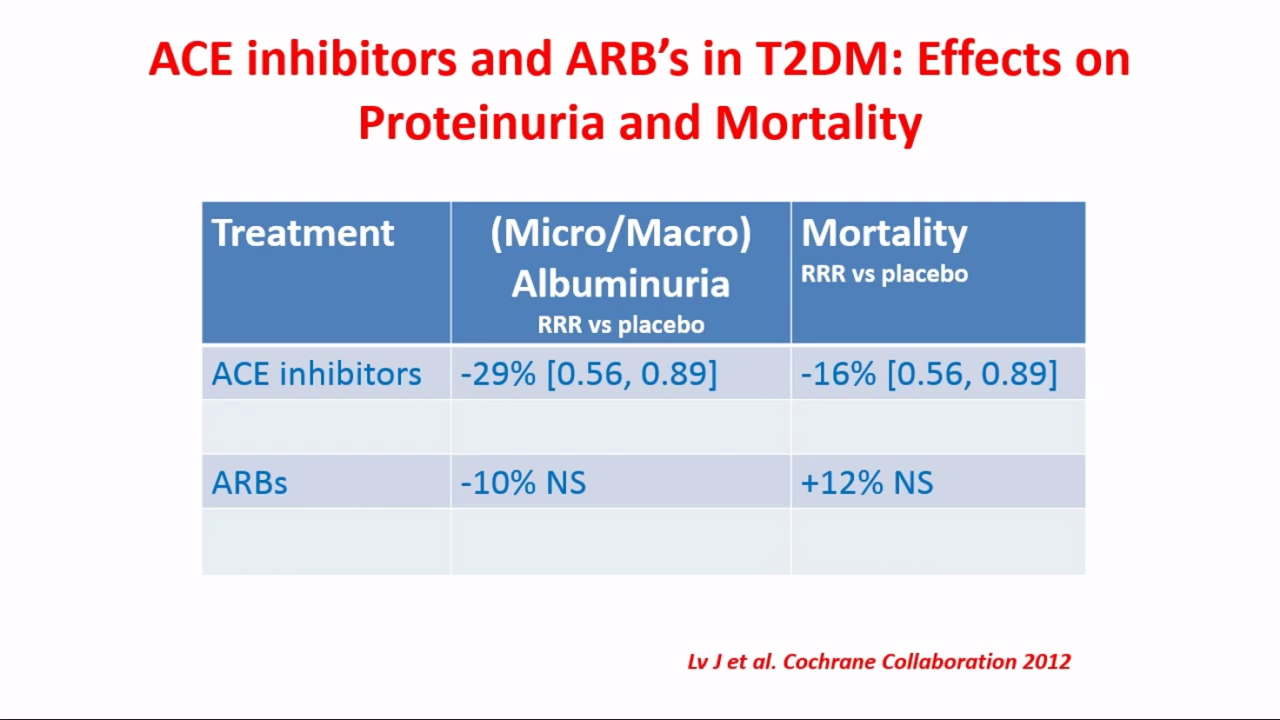 ACE inhibitors and ARB’s in T2DM: Effects on
Proteinuria and Mortality
Treatment
(Micro/Macro)
Albuminuria
RRR vs placebo
Mortality
RRR vs placebo
ACE inhibitors
-29% [0.56, 0.89]
-16% [0.56, 0.89]
ARBs
-10% NS
+12% NS
Lv J et al. Cochrane Collaboration 2012